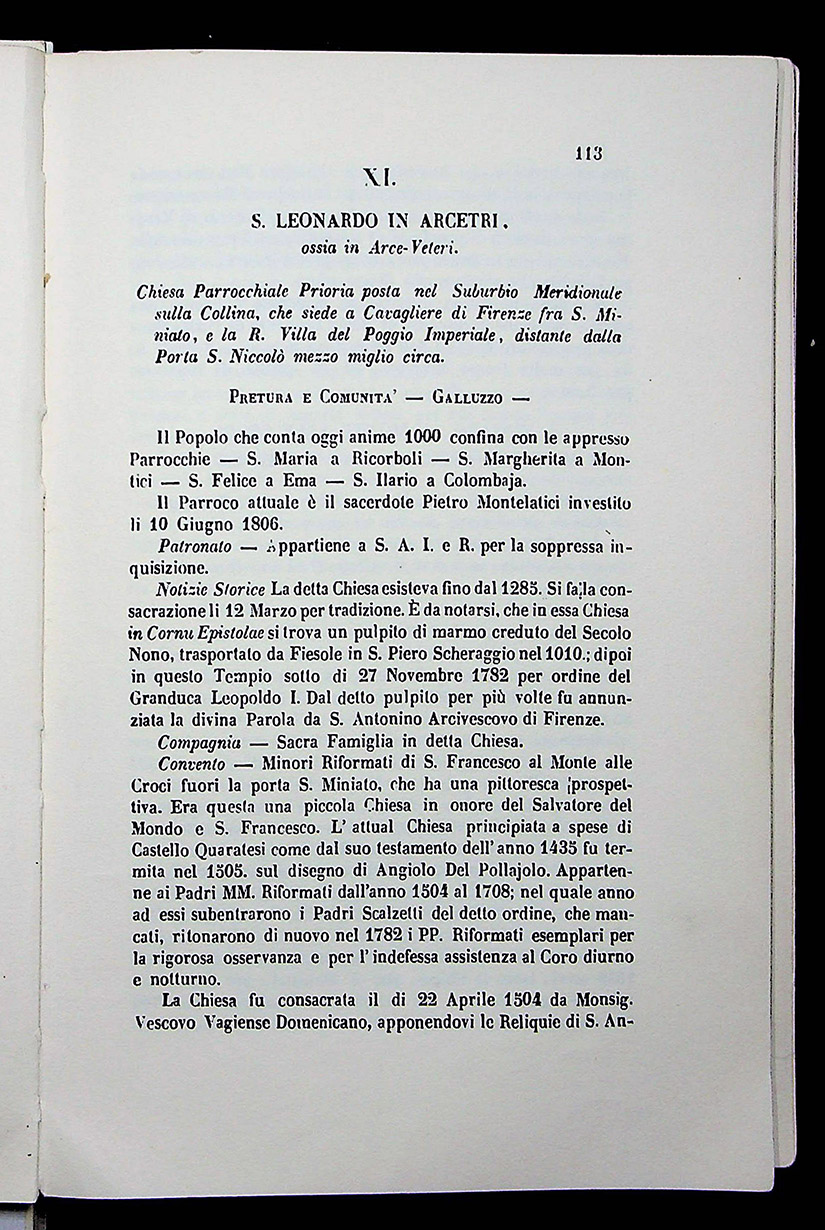 113
XI.
S. LEONARDO IN ARCETRI.
ossia in Arce-Veteri.
Chiesa Parrocchiale Prioria posta nel Suburbio Meridionale
sulla Collina, che siede a Cavagliere di Firenze fra S. Mi-
niato, e la R. Villa del Poggio Imperiale, distante dalla
Porta S. Niccolò mezzo miglio circa.
PRETURA E COMUNITA' — GALLUZZO —
Il Popolo che conta oggi anime 1000 confina con le appresso
Parrocchie — S. Maria a Ricorboli — S. Margherita a Mon-
tici — S. Felice a Ema — S. Ilario a Colombaja.
Il Parroco attuale è il sacerdote Pietro Montelatici investito
li 10 Giugno 1806.
Patronato — Appartiene a S. A. I. e R. per la soppressa in-
quisizione.
Notizie Storice La detta Chiesa esisteva fino dal 1285. Si fa la con-
sacrazione li 12 Marzo per tradizione. È da notarsi, che in essa Chiesa
in Cornu Epistolae si trova un pulpito di marmo creduto del Secolo
Nono, trasportato da Fiesole in S. Piero Scheraggio nel 1010.; dipoi
in questo Tempio sotto di 27 Novembre 1782 per ordine del
Granduca Leopoldo I. Dal detto pulpito per più volte fu annun-
ziata la divina Parola da S. Antonino Arcivescovo di Firenze.
Compagnia — Sacra Famiglia in detta Chiesa.
Convento — Minori Riformati di S. Francesco al Monte alle
Croci fuori la porta S. Miniato, che ha una pittoresca prospet-
tiva. Era questa una piccola Chiesa in onore del Salvatore del
Mondo e S. Francesco. L' attual Chiesa principiata a spese di
Castello Quaratesi come dal suo testamento dell' anno 1435 fu ter-
mita nel 1505. sul disegno di Angiolo Del Pollajolo. Apparten-
ne ai Padri MM. Riformati dall'anno 1504 al 1708; nel quale anno
ad essi subentrarono i Padri Scalzetti del detto ordine, che man-
cati, ritonarono di nuovo nel 1782 i PP. Riformati esemplari per
la rigorosa osservanza e per l' indefessa assistenza al Coro diurno
e notturno.
La Chiesa fu consacrata il di 22 Aprile 1504 da Monsig.
Vescovo Vagiense Domenicano, apponendovi le Reliquie di S. An-